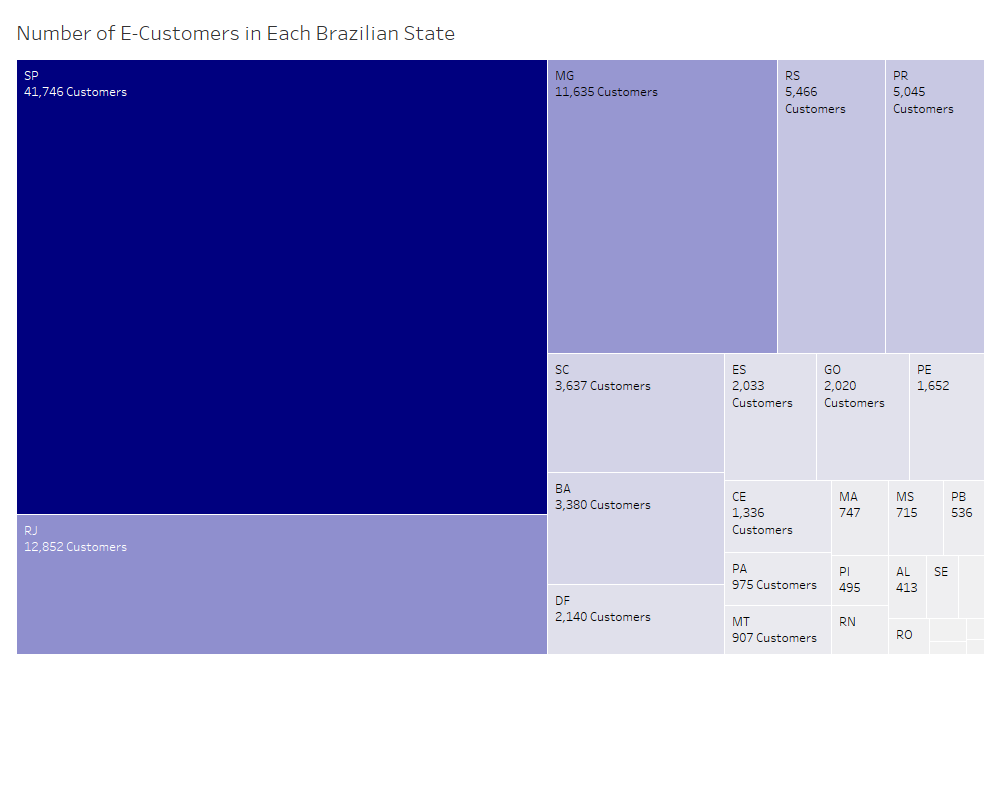 Number of E-Customers in Each Brazilian State
SP
41,746 Customers
RJ
12,852 Customers
MG
11,635 Customers
RS
5,466
Customers
PR
5,045
Customers
SC
3,637 Customers
BA
3,380 Customers
DF
2,140 Customers
ES
2,033
Customers
GO
2,020
Customers
PE
1,652
CE
1,336
Customers
PA
975 Customers
MT
907 Customers
MA
747
MS
715
PB
536
PI
495
RN
AL
413
SE
RO